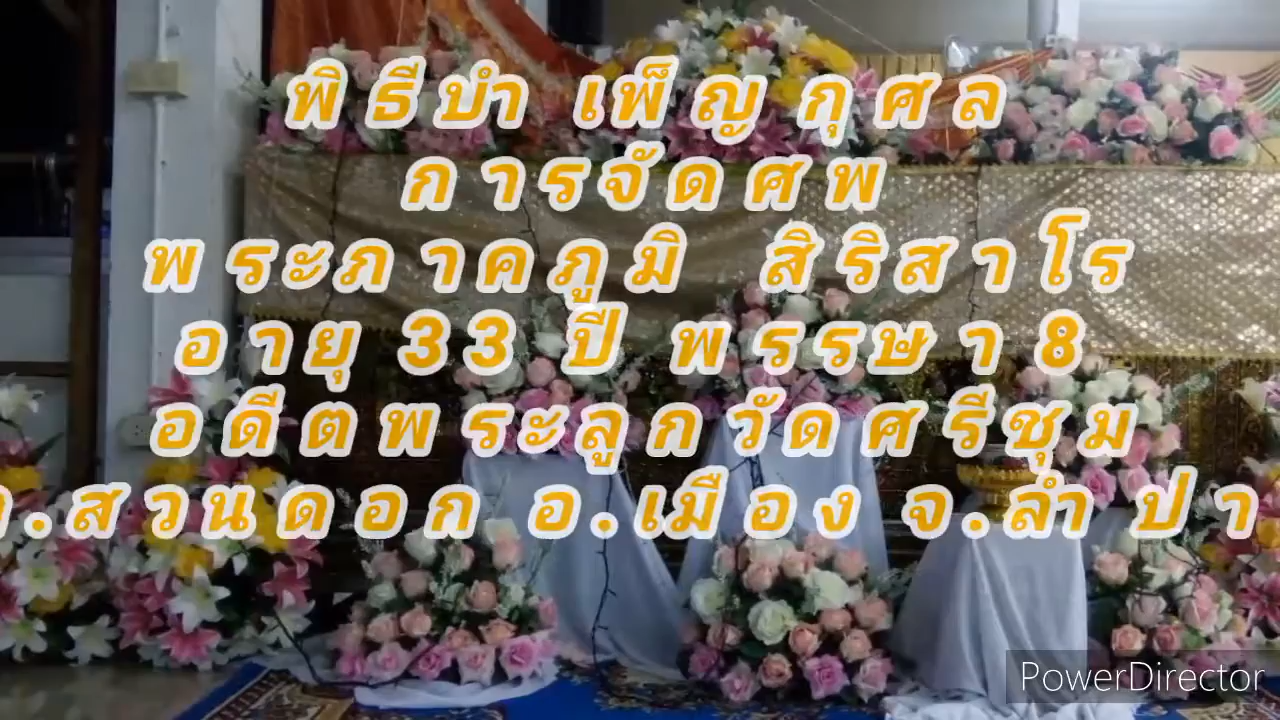 พิธีบำเพ็ญกุศล
การจัดศพ
พระภาคภูมิ สิริสาโร
อายุ 33 ปี พรรษา 8
อดีตพระลูกวัดศรีชุม
.สวนดอก อ.เมือง จ.ลำปา
PowerDirector